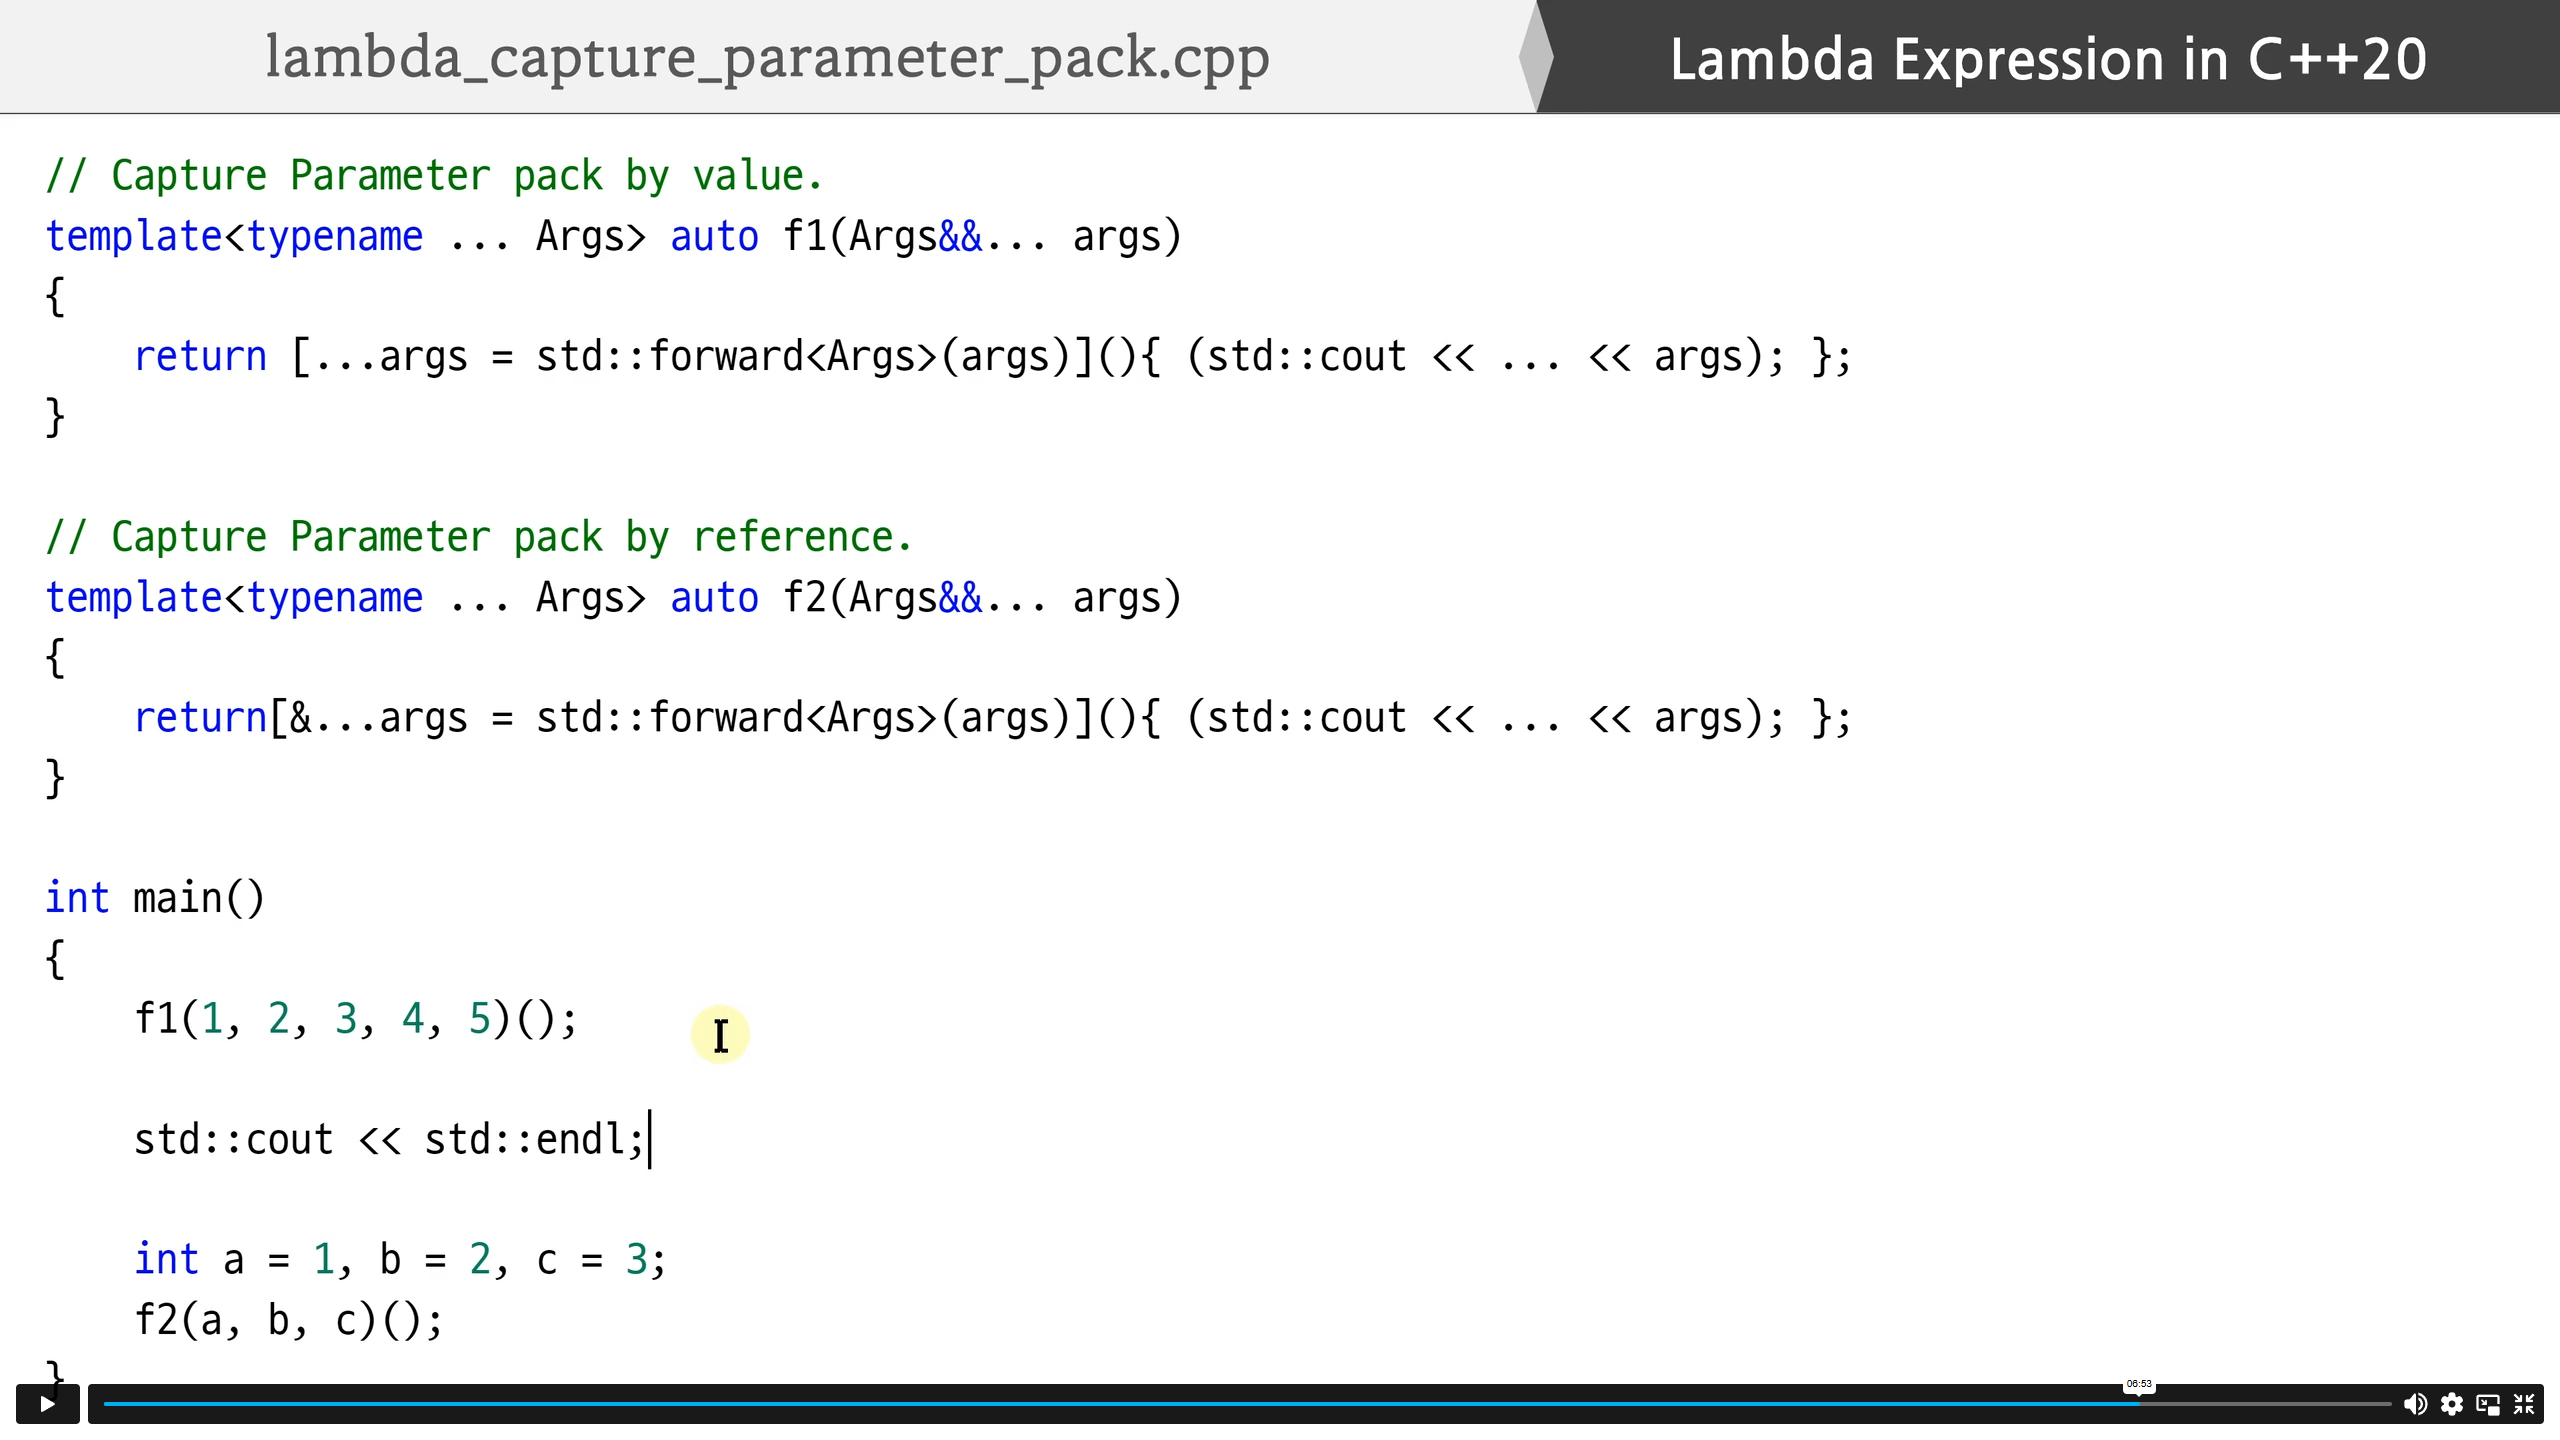 lambda_capture_parameter_pack.cpp
Lambda Expression in C++20
// Capture Parameter pack by value.
template<typename ... Args> auto f1(Args&&... args)
{
    return [...args = std::forward<Args>(args)](){ (std::cout << ... << args); };
}
// Capture Parameter pack by reference.
template<typename ... Args> auto f2(Args&&... args)
{
    return[&...args = std::forward<Args>(args)](){ (std::cout << ... << args); };
}
int main()
{
    f1(1, 2, 3, 4, 5)();
    std::cout << std::endl;
    int a = 1, b = 2, c = 3;
    f2(a, b, c)();
}
06:53